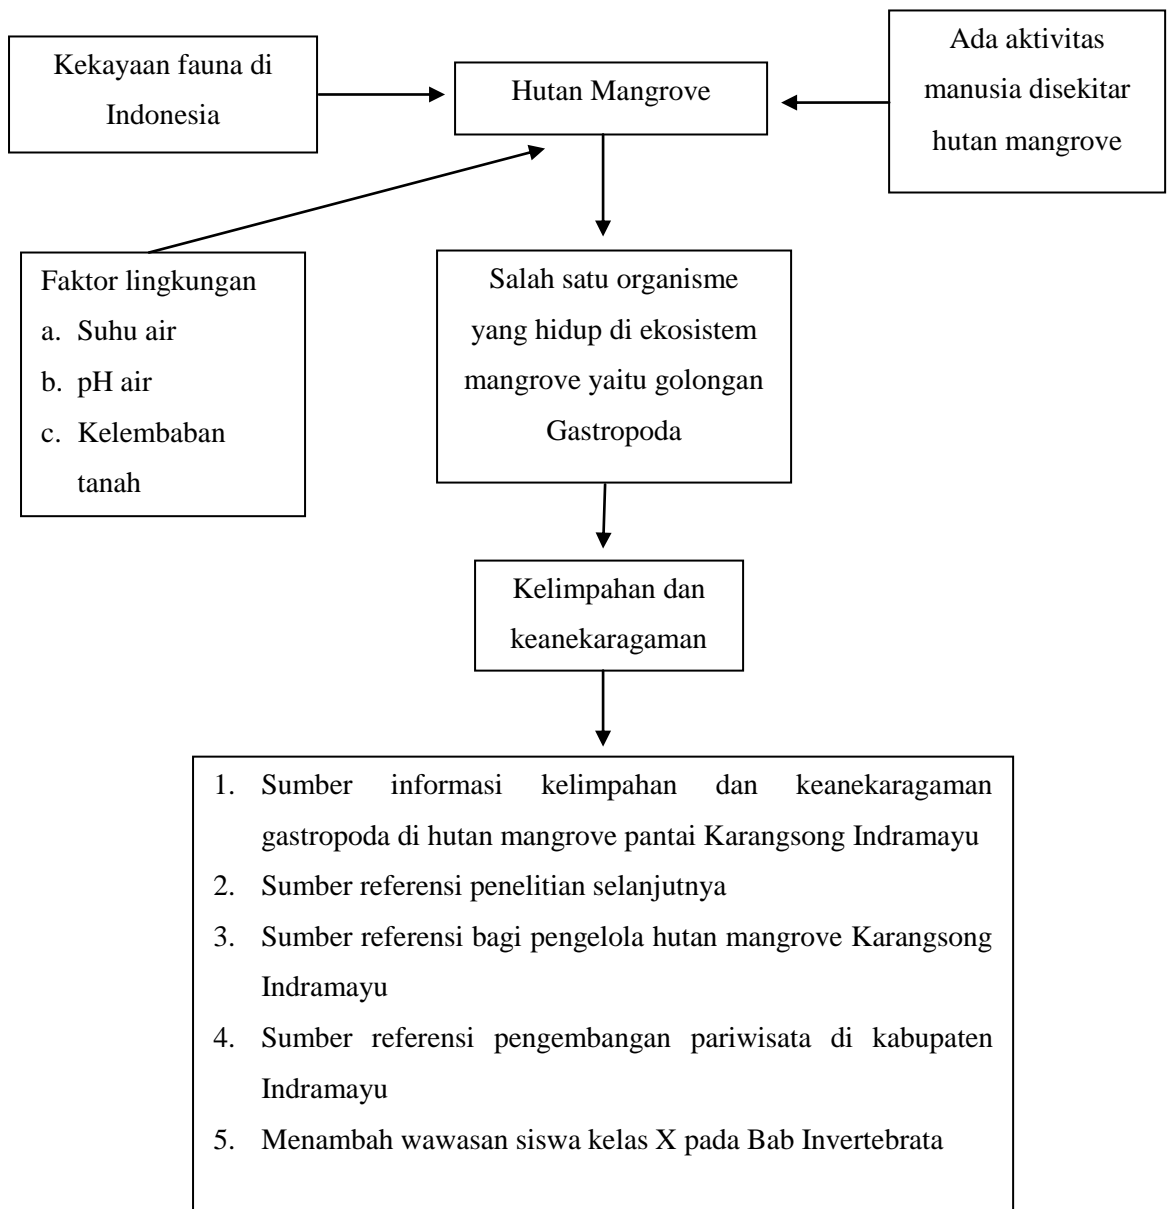 Kekayaan fauna di
Indonesia
Hutan Mangrove
Ada aktivitas
manusia disekitar
hutan mangrove
Faktor lingkungan
a. Suhu air
b. pH air
c. Kelembaban
tanah
Salah satu organisme
yang hidup di ekosistem
mangrove yaitu golongan
Gastropoda
Kelimpahan dan
keanekaragaman
1. Sumber informasi kelimpahan dan keanekaragaman
gastropoda di hutan mangrove pantai Karangsong Indramayu
2. Sumber referensi penelitian selanjutnya
3. Sumber referensi bagi pengelola hutan mangrove Karangsong
Indramayu
4. Sumber referensi pengembangan pariwisata di kabupaten
Indramayu
5. Menambah wawasan siswa kelas X pada Bab Invertebrata